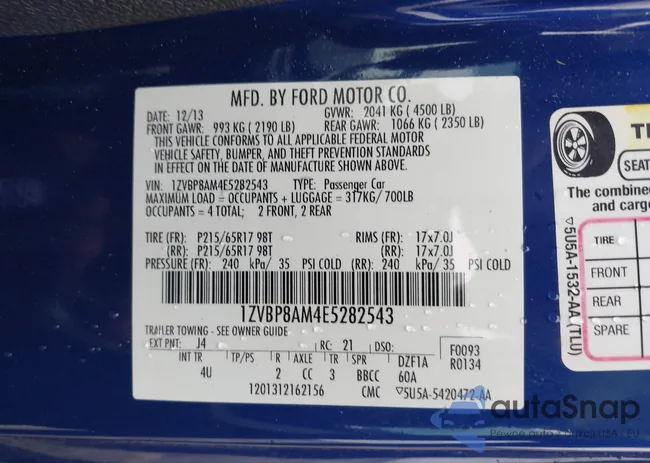 MFD. BY FORD MOTOR CO.
DATE: 12/13 GVWR: 2041 KG ( 4500 LB)
FRONT GAWR: 993 KG ( 2190 LB) REAR GAWR: 1066 KG ( 2350 LB)
THIS VEHICLE CONFORMS TO ALL APPLICABLE FEDERAL MOTOR
VEHICLE SAFETY, BUMPER, AND THEFT PREVENTION STANDARDS
IN EFFECT ON THE DATE OF MANUFACTURE SHOWN ABOVE.
VIN: 1ZVBP8AM4E5282543 TYPE: Passenger Car
MAXIMUM LOAD = OCCUPANTS + LUGGAGE = 317KG/ 700LB
OCCUPANTS = 4 TOTAL; 2 FRONT, 2 REAR
TIRE (FR): P215/65R17 98T RIMS (FR): 17x7.0J
(RR): P215/65R17 98T (RR): 17x7.0J
PRESSURE (FR): 240 kPa/ 35 PSI COLD (RR): 240 kPa/ 35 PSI COLD
1ZVBP8AM4E5282543
TRAILER TOWING - SEE OWNER GUIDE
EXT PNT: J4 RC: 21 DSO: F0093
INT TR TP/PS R AXLE TR SPR DZF1A R0134
4U 2 CC 3 BBCC 60A
1201312162156 CMC ▽5U5A-5420472-AA
TI
SEAT
The combined
and cargo
TIRE
FRONT
REAR
SPARE
▽5U5A-1532-AA (TLU)
autoSnap